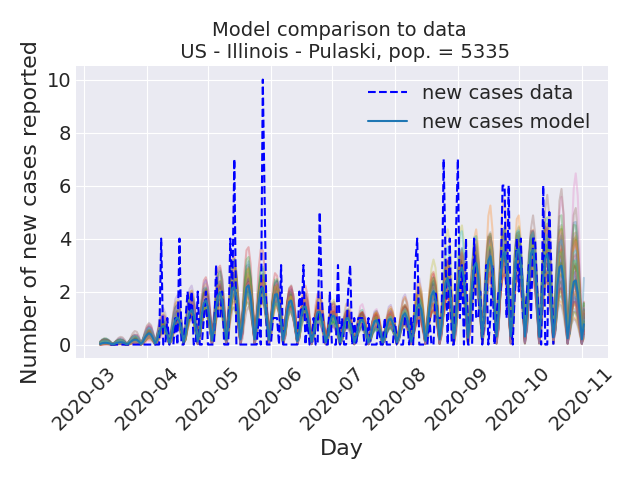 Model comparison to data
US - Illinois - Pulaski, pop. = 5335
Number of new cases reported
10
8
6
4
2
0
new cases data
new cases model
2020-03
2020-04
2020-05
2020-06
2020-07
2020-08
2020-09
2020-10
2020-11
Day